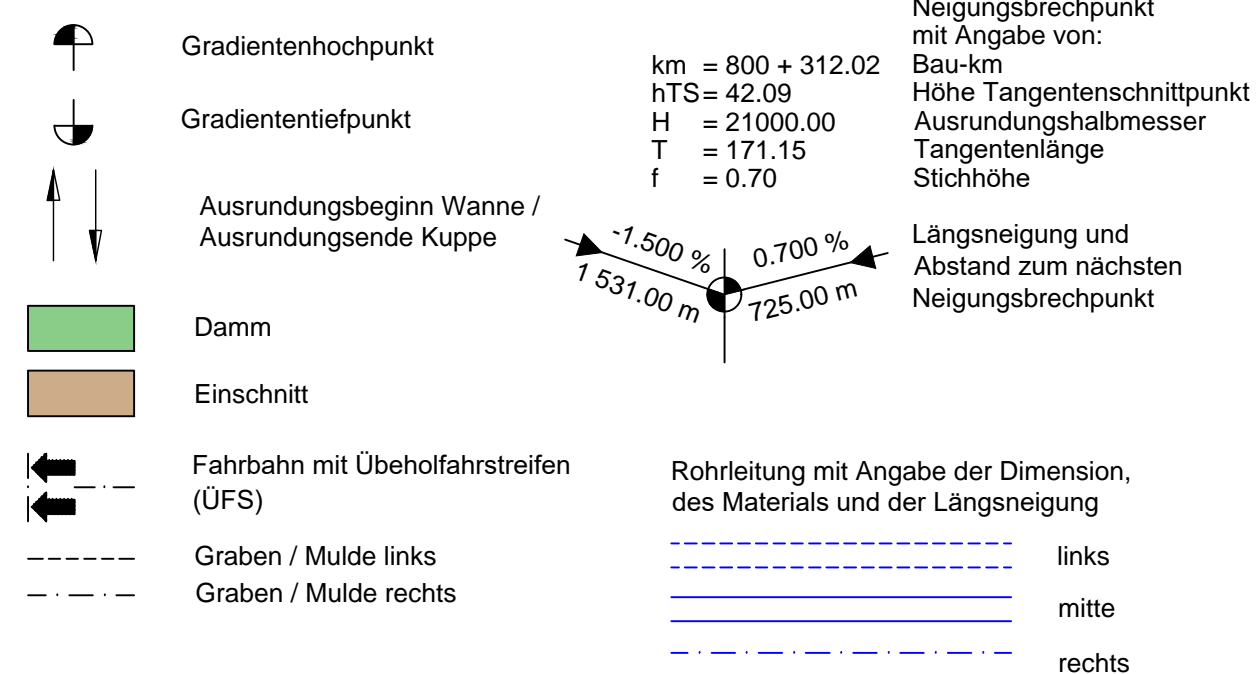 Gradientenhochpunkt
Gradiententiefpunkt
Ausrundungsbeginn Wanne /
Ausrundungsende Kuppe
Damm
Einschnitt
Fahrbahn mit Übeholfahrstreifen
(ÜFS)
Graben / Mulde links
Graben / Mulde rechts
Neigungsbrechpunkt
mit Angabe von:
km = 800 + 312.02 Bau-km
hTS= 42.09 Höhe Tangentenschnittpunkt
H = 21000.00 Ausrundungshalbmesser
T = 171.15 Tangentenlänge
f = 0.70 Stichhöhe
-1.500 %
1 531.00 m
0.700 %
725.00 m
Längsneigung und
Abstand zum nächsten
Neigungsbrechpunkt
Rohrleitung mit Angabe der Dimension,
des Materials und der Längsneigung
links
mitte
rechts